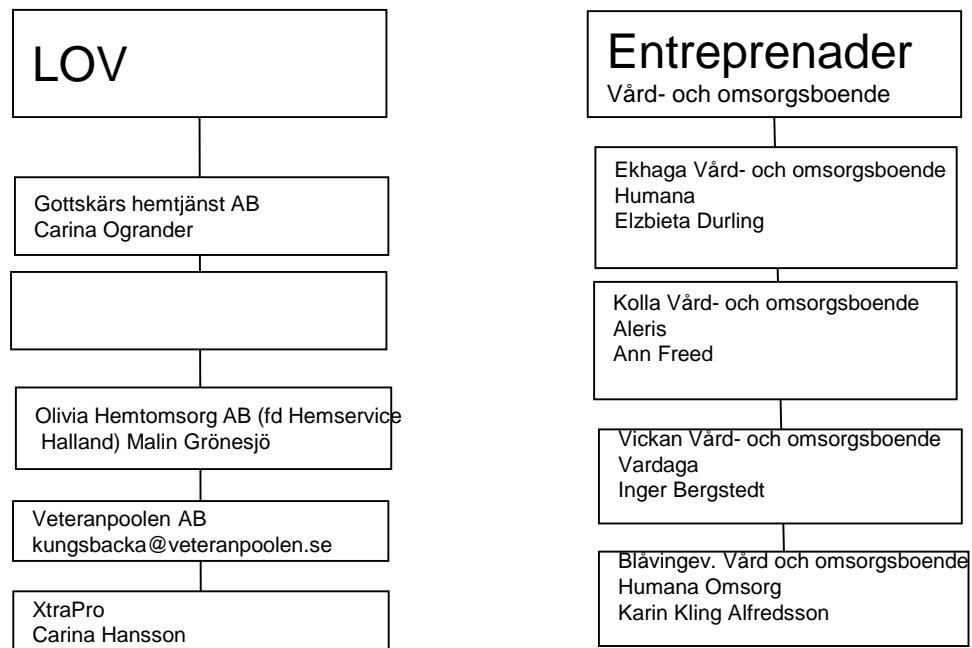 LOV
Gottskärs hemtjänst AB
Carina Ogrander
Olivia Hemtomsorg AB (fd Hemservice
Halland) Malin Grönesjö
Veteranpoolen AB
kungsbacka@veteranpoolen.se
XtraPro
Carina Hansson
Entreprenader
Vård- och omsorgsboende
Ekhaga Vård- och omsorgsboende
Humana
Elzbieta Durling
Kolla Vård- och omsorgsboende
Aleris
Ann Freed
Vickan Vård- och omsorgsboende
Vardaga
Inger Bergstedt
Blåvingev. Vård och omsorgsboende
Humana Omsorg
Karin Kling Alfredsson